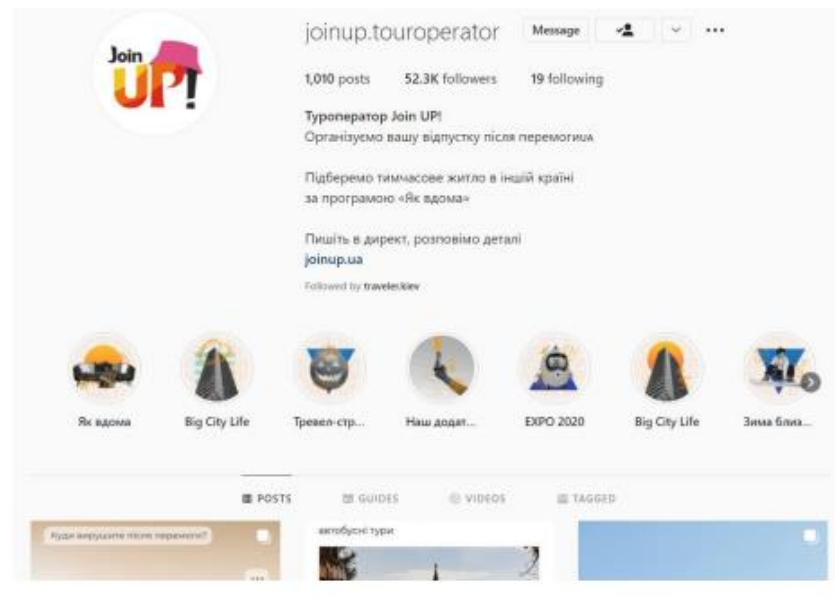 Join
UP!
joinup.touroperator
Message
1,010 posts 52.3K followers 19 following
Туроператор Join UP!
Організуємо вашу відпустку після перемогиUA
Підберемо тимчасове житло в іншій країні
за програмою «Як вдома»
Пишіть в дірект, розповімо деталі
joinup.ua
Followed by traveler.kiev
Як вдома Big City Life Тревел-стр... Наш додат... EXPO 2020 Big City Life Зима близ...
POSTS GUIDES VIDEOS TAGGED
Куди вирушите після перемоги?
автобусні тури